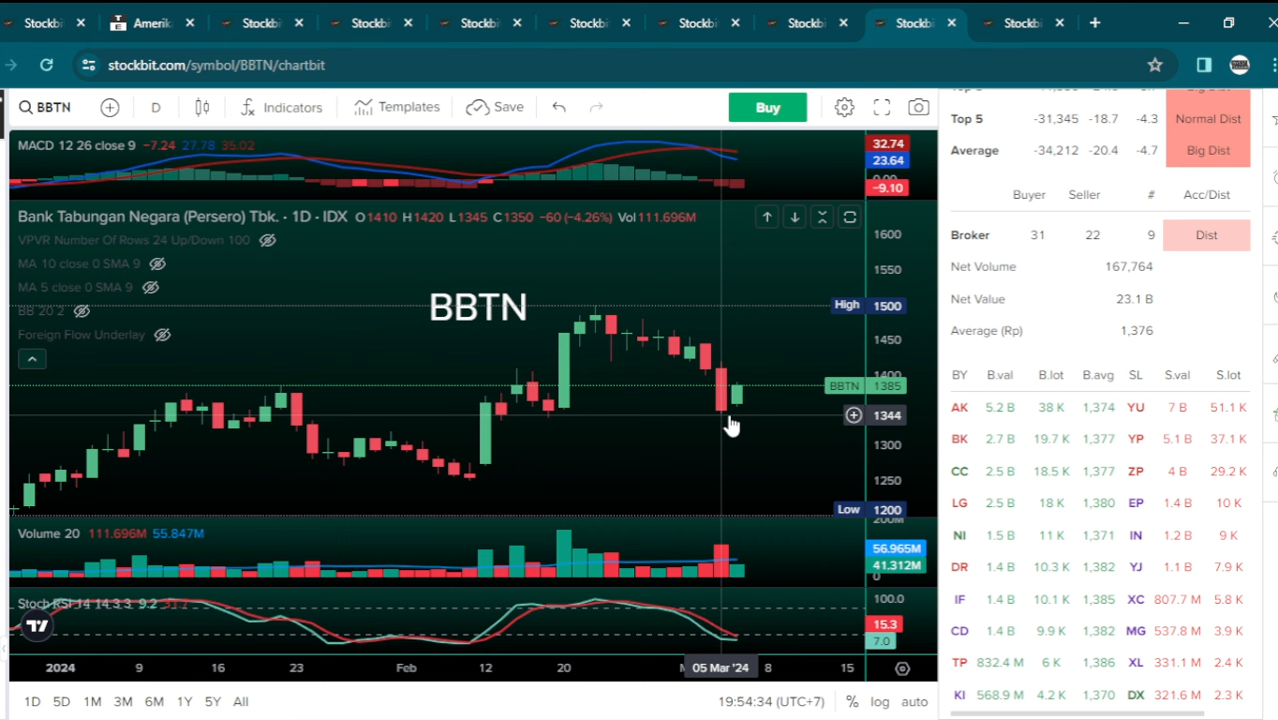 Stockbi
Amerik
Stockbi
Stockbi
Stockbi
Stockbi
Stockbi
Stockbi
Stockbi
Stockbi
stockbit.com/symbol/BBTN/chartbit
BBTN
D
Indicators
Templates
Save
Buy
MACD 12 26 close 9 −7.24 27.78 35.02
32.74
23.64
0.00
−9.10
Bank Tabungan Negara (Persero) Tbk. · 1D · IDX O1410 H1420 L1345 C1350 −60 (−4.26%) Vol111.696M
VPVR Number Of Rows 24 Up/Down 100
MA 10 close 0 SMA 9
MA 5 close 0 SMA 9
BB 20 2
Foreign Flow Underlay
BBTN
1600
1550
High 1500
1450
1400
BBTN 1385
1344
1300
1250
Low 1200
Volume 20 111.696M 55.847M
200M
56.965M
41.312M
0
Stoch RSI 14 14 3 3 9.2 31.7
100.0
15.3
7.0
2024 9 16 23 Feb 12 20 05 Mar '24 8 15
1D 5D 1M 3M 6M 1Y 5Y All
19:54:34 (UTC+7) % log auto
Top 5 -31,345 -18.7 -4.3 Normal Dist
Average -34,212 -20.4 -4.7 Big Dist
Buyer Seller # Acc/Dist
Broker 31 22 9 Dist
Net Volume 167,764
Net Value 23.1 B
Average (Rp) 1,376
BY B.val B.lot B.avg SL S.val S.lot
AK 5.2 B 38 K 1,374 YU 7 B 51.1 K
BK 2.7 B 19.7 K 1,377 YP 5.1 B 37.1 K
CC 2.5 B 18.5 K 1,377 ZP 4 B 29.2 K
LG 2.5 B 18 K 1,380 EP 1.4 B 10 K
NI 1.5 B 11 K 1,371 IN 1.2 B 9 K
DR 1.4 B 10.3 K 1,382 YJ 1.1 B 7.9 K
IF 1.4 B 10.1 K 1,385 XC 807.7 M 5.8 K
CD 1.4 B 9.9 K 1,382 MG 537.8 M 3.9 K
TP 832.4 M 6 K 1,386 XL 331.1 M 2.4 K
KI 568.9 M 4.2 K 1,370 DX 321.6 M 2.3 K